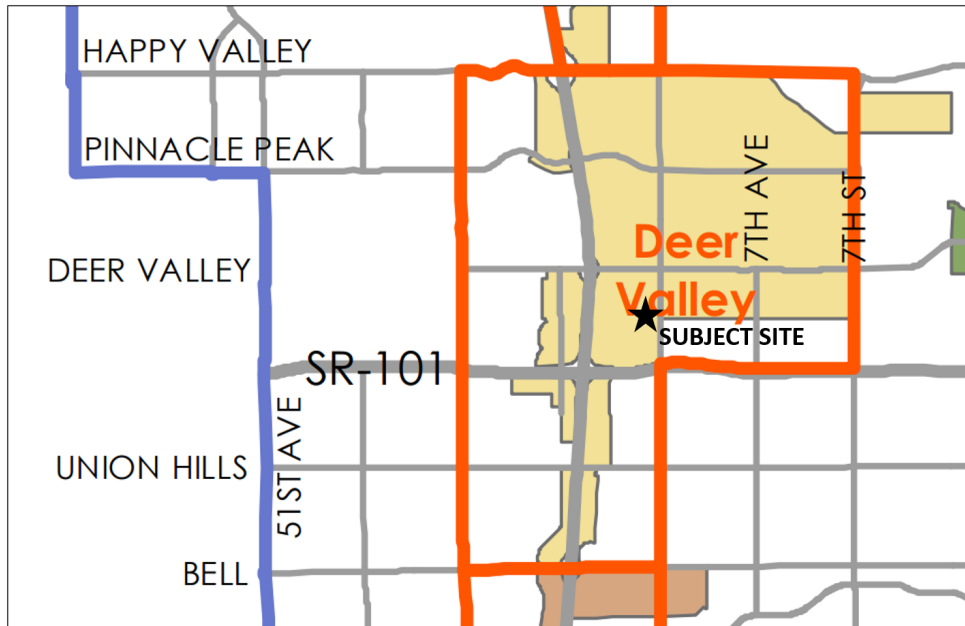 HAPPY VALLEY
PINNACLE PEAK
7TH AVE
7TH ST
Deer
Valley
DEER VALLEY
SUBJECT SITE
SR-101
51ST AVE
UNION HILLS
BELL